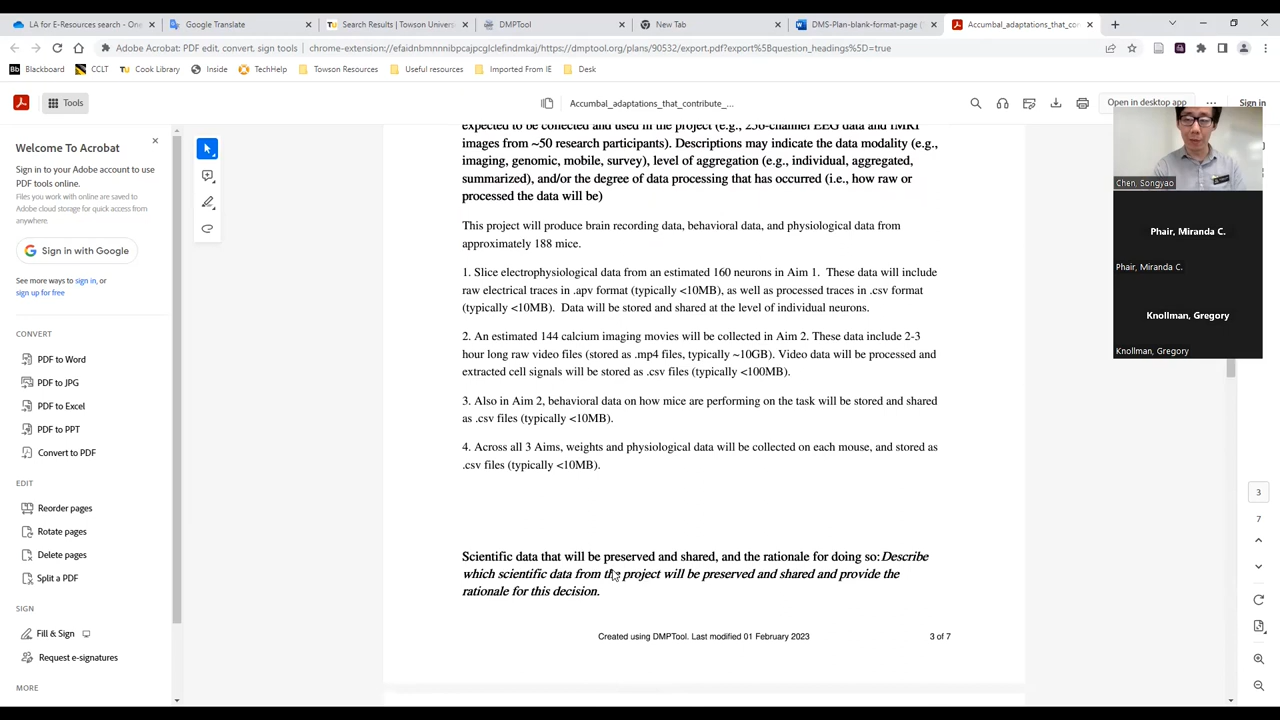 LA for E-Resources search - One
Google Translate
Search Results | Towson Univer
DMPTool
New Tab
DMS-Plan-blank-format-page (
Accumbal_adaptations_that_cont
Adobe Acrobat: PDF edit, convert, sign tools
chrome-extension://efaidnbmnnnibpcajpcglclefindmkaj/https://dmptool.org/plans/90532/export.pdf?export%5Bquestion_headings%5D=true
Blackboard
CCLT
Cook Library
Inside
TechHelp
Towson Resources
Useful resources
Imported From IE
Desk
Tools
Accumbal_adaptations_that_contribute_...
Open in desktop app
Sign in
Welcome To Acrobat
Sign in to your Adobe account to use
PDF tools online.
Files you work with online are saved to
Adobe cloud storage for you and not shared to
anyone.
Sign in with Google
See more ways to sign in, or
sign up for free
CONVERT
PDF to Word
PDF to JPG
PDF to Excel
PDF to PPT
Convert to PDF
EDIT
Reorder pages
Rotate pages
Delete pages
Split a PDF
SIGN
Fill & Sign
Request e-signatures
MORE
expected to be collected and used in the project (e.g., 256-channel EEG data and fMRI
images from ~50 research participants). Descriptions may indicate the data modality (e.g.,
imaging, genomic, mobile, survey), level of aggregation (e.g., individual, aggregated,
summarized), and/or the degree of data processing that has occurred (i.e., how raw or
processed the data will be)
This project will produce brain recording data, behavioral data, and physiological data from
approximately 188 mice.
1. Slice electrophysiological data from an estimated 160 neurons in Aim 1. These data will include
raw electrical traces in .apv format (typically <10MB), as well as processed traces in .csv format
(typically <10MB). Data will be stored and shared at the level of individual neurons.
2. An estimated 144 calcium imaging movies will be collected in Aim 2. These data include 2-3
hour long raw video files (stored as .mp4 files, typically ~10GB). Video data will be processed and
extracted cell signals will be stored as .csv files (typically <100MB).
3. Also in Aim 2, behavioral data on how mice are performing on the task will be stored and shared
as .csv files (typically <10MB).
4. Across all 3 Aims, weights and physiological data will be collected on each mouse, and stored as
.csv files (typically <10MB).
Scientific data that will be preserved and shared, and the rationale for doing so: Describe
which scientific data from the project will be preserved and shared and provide the
rationale for this decision.
Created using DMPTool. Last modified 01 February 2023
3 of 7
Chen, Songyao
Phair, Miranda C.
Phair, Miranda C.
Knollman, Gregory
Knollman, Gregory
3
7